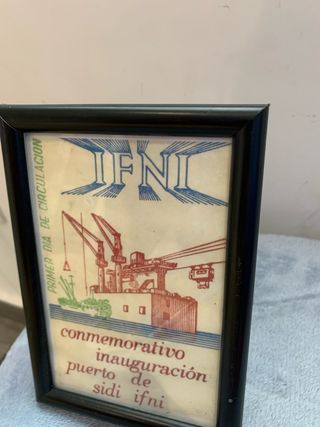 IFNI
PRIMER DIA DE CIRCULACION
conmemorativo
inauguración
puerto de
sidi ifni